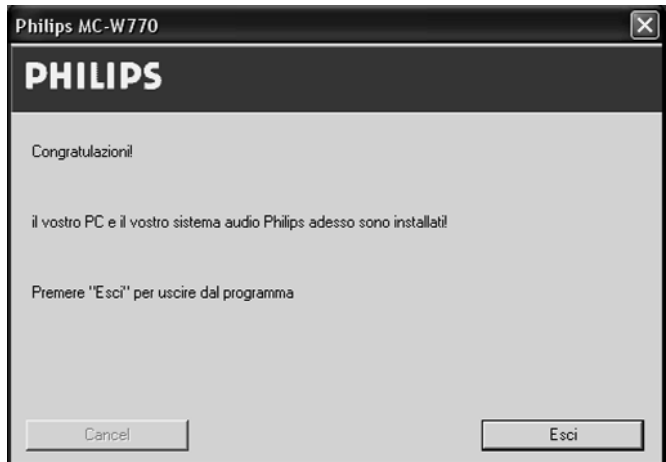 Philips MC-W770
PHILIPS
Congratulazioni!
il vostro PC e il vostro sistema audio Philips adesso sono installati!
Premere "Esci" per uscire dal programma
Cancel
Esci